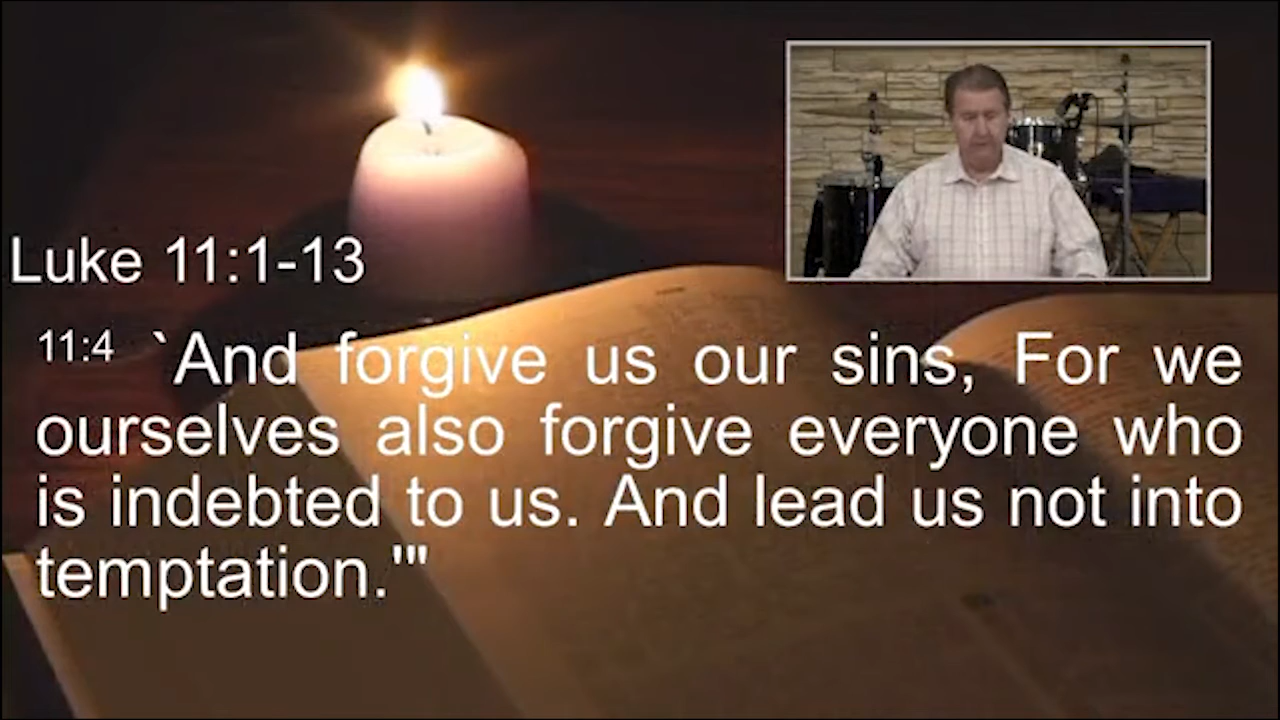 Luke 11:1-13
11:4 `And forgive us our sins, For we
ourselves also forgive everyone who
is indebted to us. And lead us not into
temptation.'"